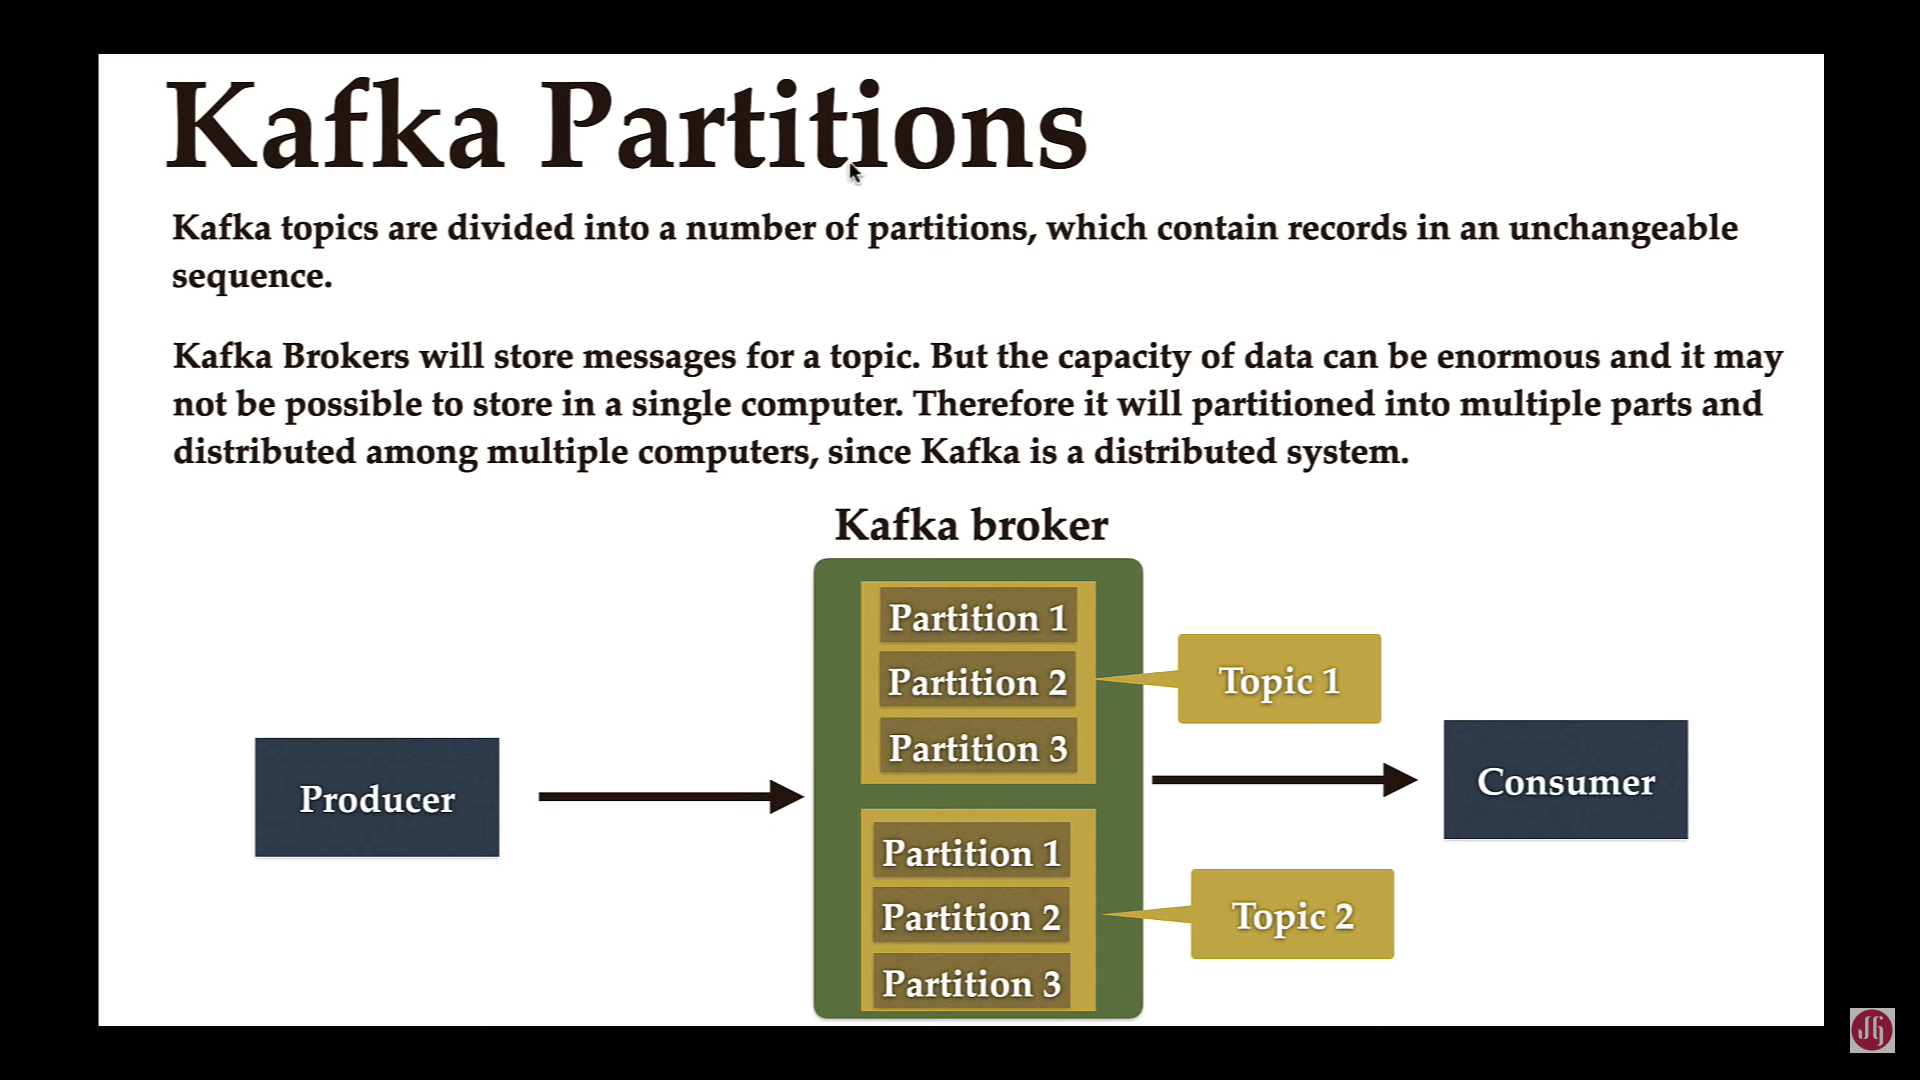 Kafka Partitions
Kafka topics are divided into a number of partitions, which contain records in an unchangeable
sequence.
Kafka Brokers will store messages for a topic. But the capacity of data can be enormous and it may
not be possible to store in a single computer. Therefore it will partitioned into multiple parts and
distributed among multiple computers, since Kafka is a distributed system.
Kafka broker
Partition 1
Partition 2
Partition 3
Topic 1
Producer
Consumer
Partition 1
Partition 2
Partition 3
Topic 2
JG